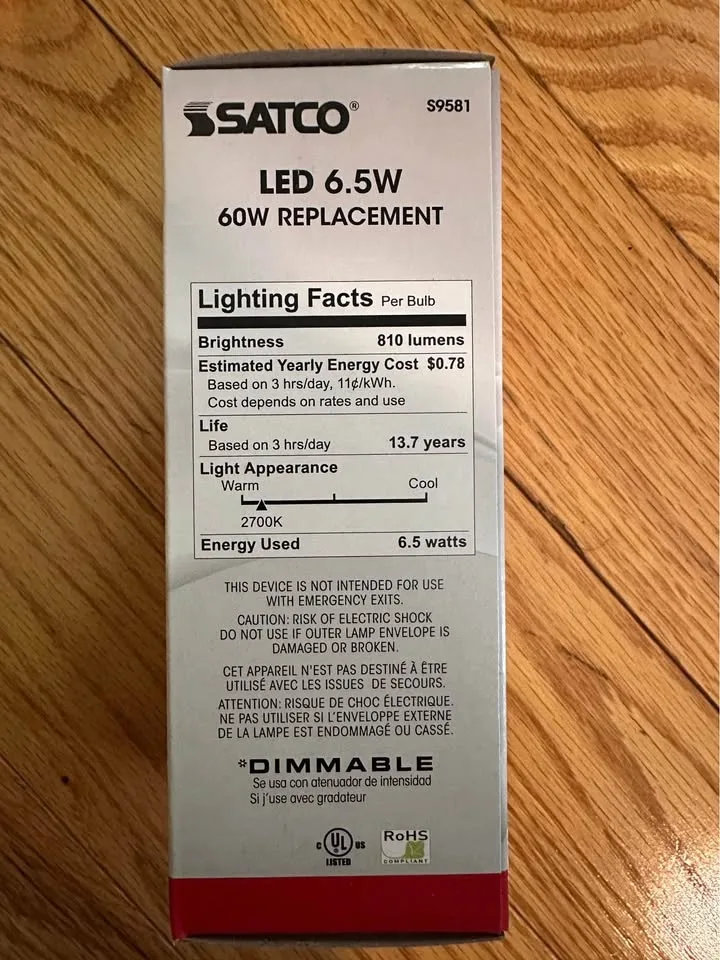 SATCO®
S9581
LED 6.5W
60W REPLACEMENT
Lighting Facts Per Bulb
Brightness 810 lumens
Estimated Yearly Energy Cost $0.78
Based on 3 hrs/day, 11¢/kWh.
Cost depends on rates and use
Life
Based on 3 hrs/day 13.7 years
Light Appearance
Warm Cool
2700K
Energy Used 6.5 watts
THIS DEVICE IS NOT INTENDED FOR USE
WITH EMERGENCY EXITS.
CAUTION: RISK OF ELECTRIC SHOCK
DO NOT USE IF OUTER LAMP ENVELOPE IS
DAMAGED OR BROKEN.
CET APPAREIL N'EST PAS DESTINÉ À ÊTRE
UTILISÉ AVEC LES ISSUES DE SECOURS.
ATTENTION: RISQUE DE CHOC ÉLECTRIQUE.
NE PAS UTILISER SI L'ENVELOPPE EXTERNE
DE LA LAMPE EST ENDOMMAGÉ OU CASSÉ.
*DIMMABLE
Se usa con atenuador de intensidad
Si j'use avec gradateur
C UL US
LISTED
RoHS
COMPLIANT